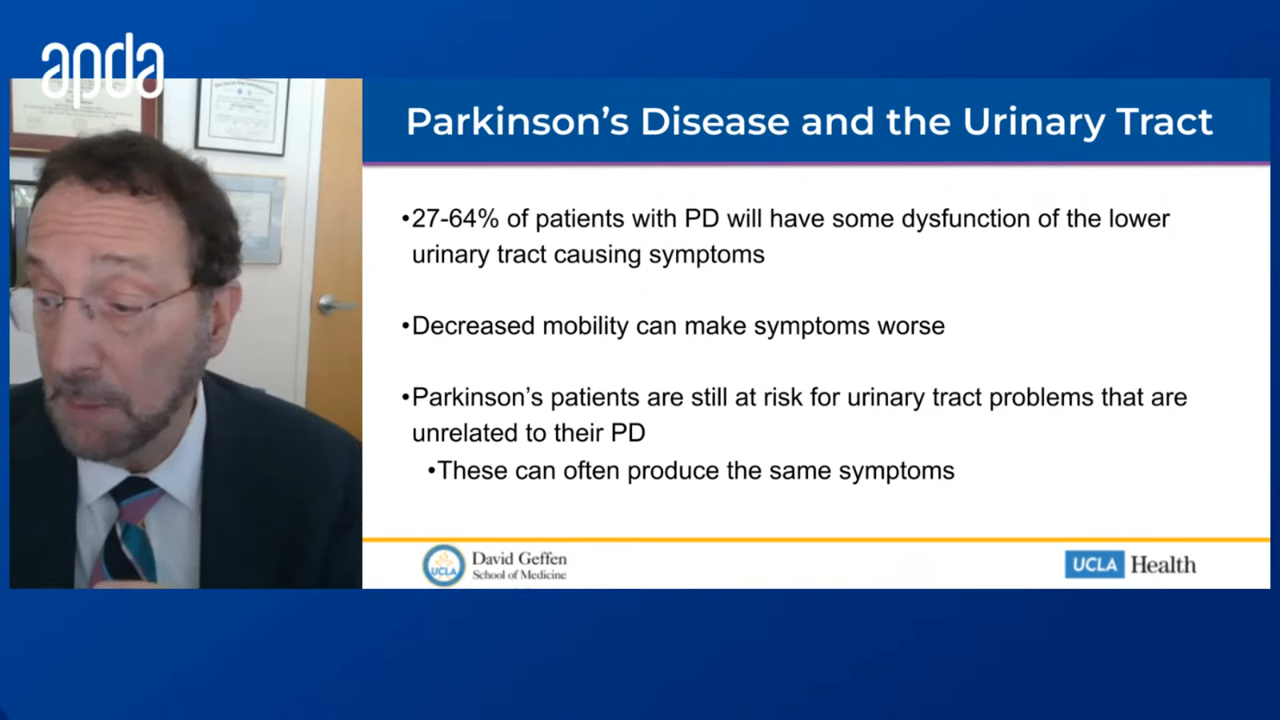 apda
Parkinson's Disease and the Urinary Tract
•27-64% of patients with PD will have some dysfunction of the lower
urinary tract causing symptoms
•Decreased mobility can make symptoms worse
•Parkinson's patients are still at risk for urinary tract problems that are
unrelated to their PD
•These can often produce the same symptoms
UCLA
David Geffen
School of Medicine
UCLA Health